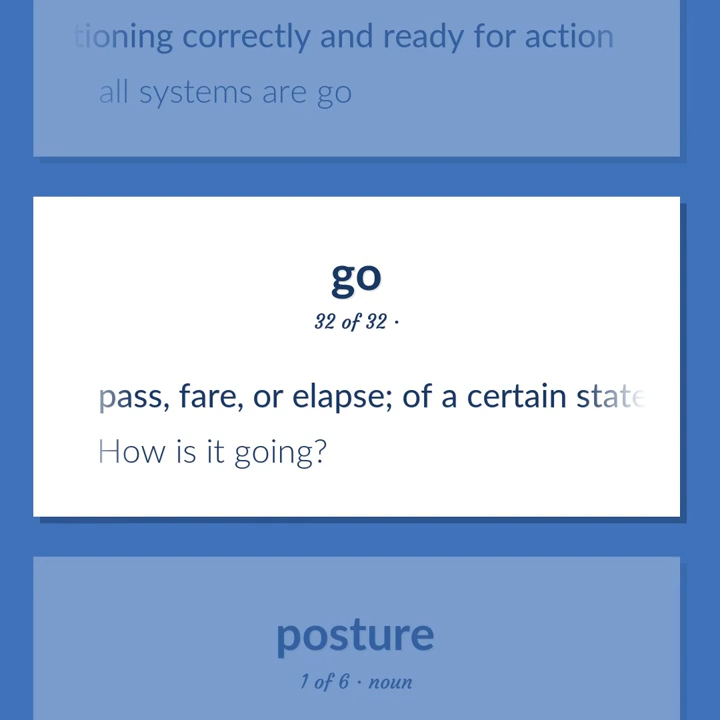 tioning correctly and ready for action
all systems are go
go
32 of 32 ·
pass, fare, or elapse; of a certain state
How is it going?
posture
1 of 6 · noun